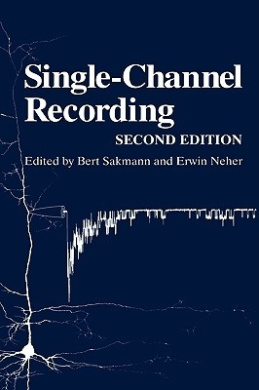 Single-Channel
Recording
SECOND EDITION
Edited by Bert Sakmann and Erwin Neher